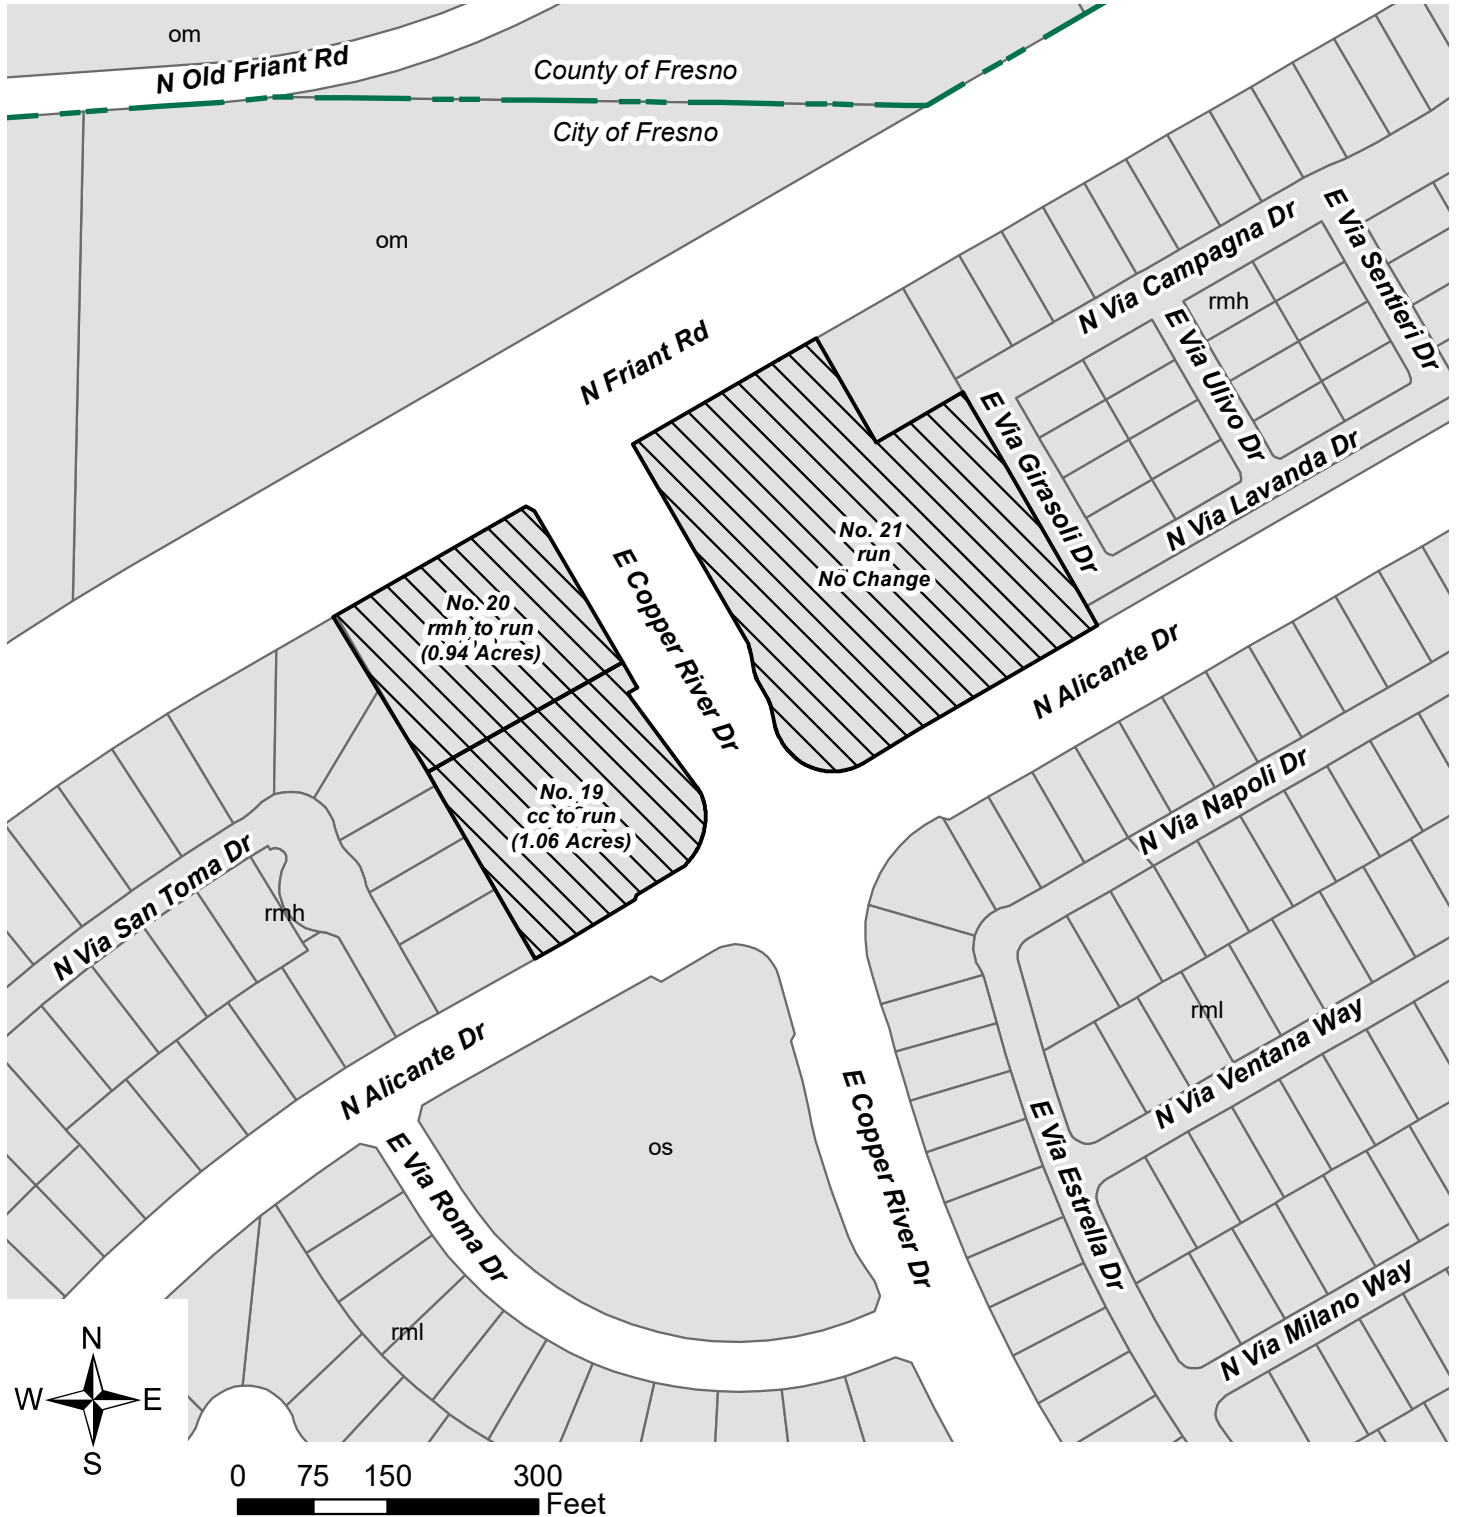 om
N Old Friant Rd
County of Fresno
City of Fresno
om
E Via Sentieri Dr
N Via Campagna Dr
rmh
E Via Ulivo Dr
N Friant Rd
E Via Girasoli Dr
N Via Lavanda Dr
No. 21
run
No Change
E Copper River Dr
No. 20
rmh to run
(0.94 Acres)
N Alicante Dr
N Via Napoli Dr
No. 19
cc to run
(1.06 Acres)
N Via San Toma Dr
rmh
rml
N Via Ventana Way
N Alicante Dr
E Copper River Dr
E Via Estrella Dr
E Via Roma Dr
os
N Via Milano Way
rml
N
W
E
S
0 75 150 300
Feet